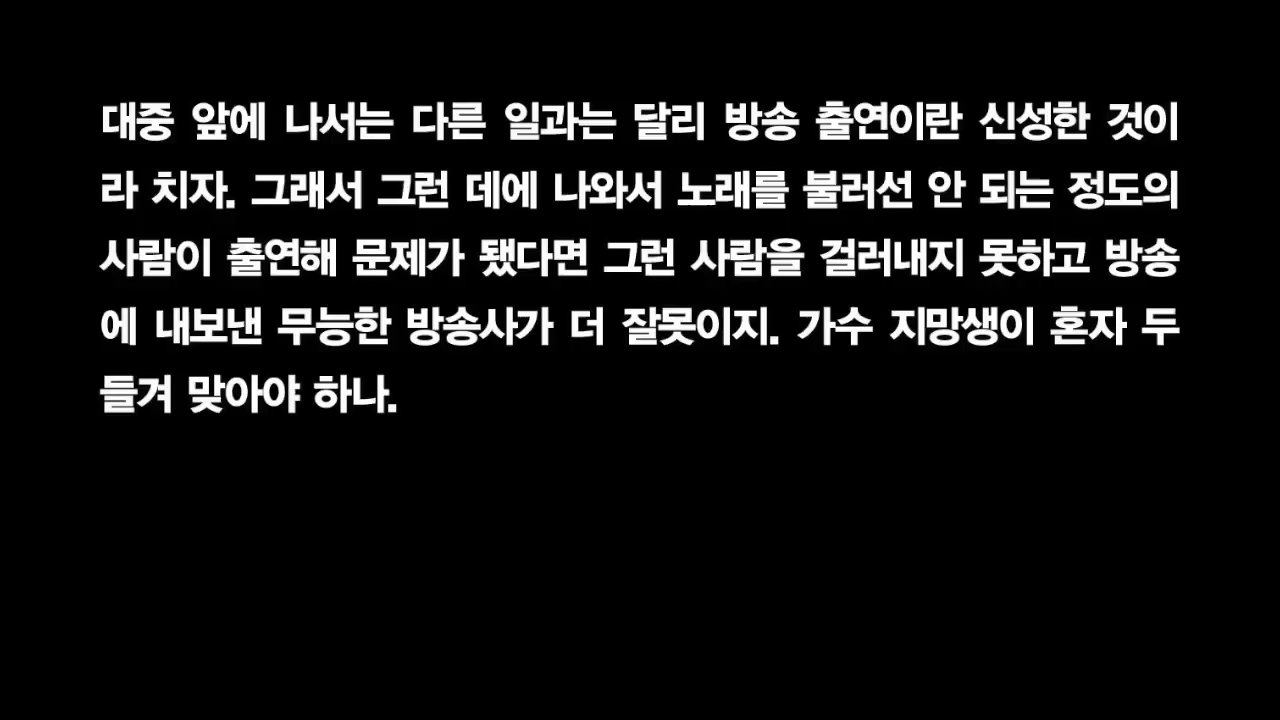 대중 앞에 나서는 다른 일과는 달리 방송 출연이란 신성한 것이
라 치자. 그래서 그런 데에 나와서 노래를 불러선 안 되는 정도의
사람이 출연해 문제가 됐다면 그런 사람을 걸러내지 못하고 방송
에 내보낸 무능한 방송사가 더 잘못이지. 가수 지망생이 혼자 두
들겨 맞아야 하나.